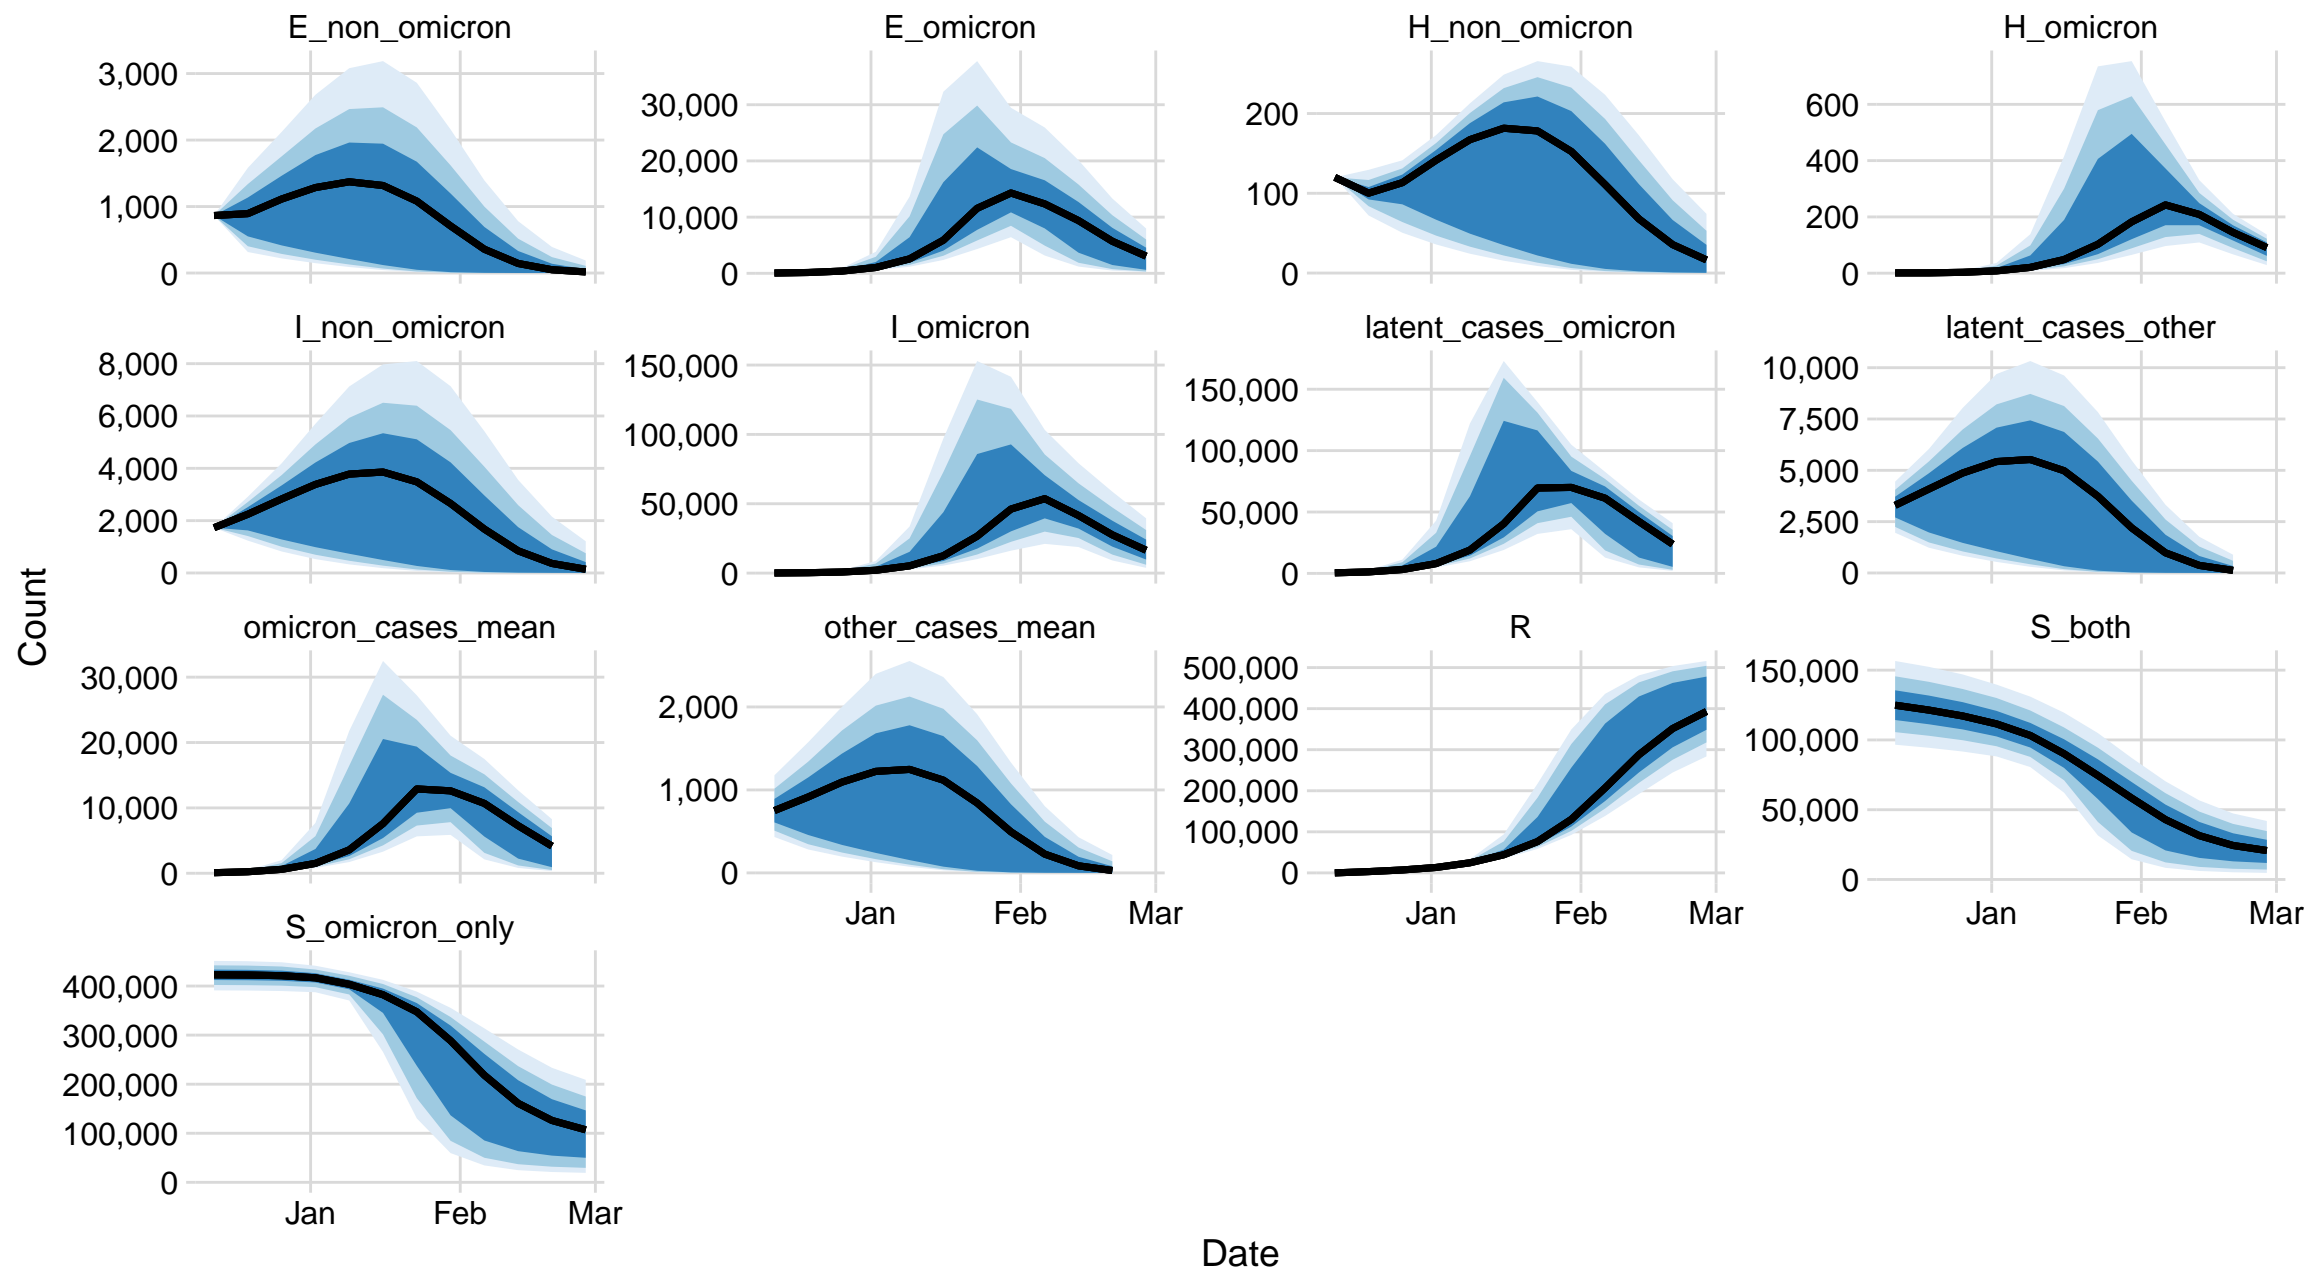 E_non_omicron
3,000
2,000
1,000
0
E_omicron
30,000
20,000
10,000
0
H_non_omicron
200
100
0
H_omicron
600
400
200
0
I_non_omicron
8,000
6,000
4,000
2,000
0
I_omicron
150,000
100,000
50,000
0
latent_cases_omicron
150,000
100,000
50,000
0
latent_cases_other
10,000
7,500
5,000
2,500
0
omicron_cases_mean
30,000
20,000
10,000
0
other_cases_mean
2,000
1,000
0
Jan Feb Mar
R
500,000
400,000
300,000
200,000
100,000
0
Jan Feb Mar
S_both
150,000
100,000
50,000
0
Jan Feb Mar
S_omicron_only
400,000
300,000
200,000
100,000
0
Jan Feb Mar
Count
Date